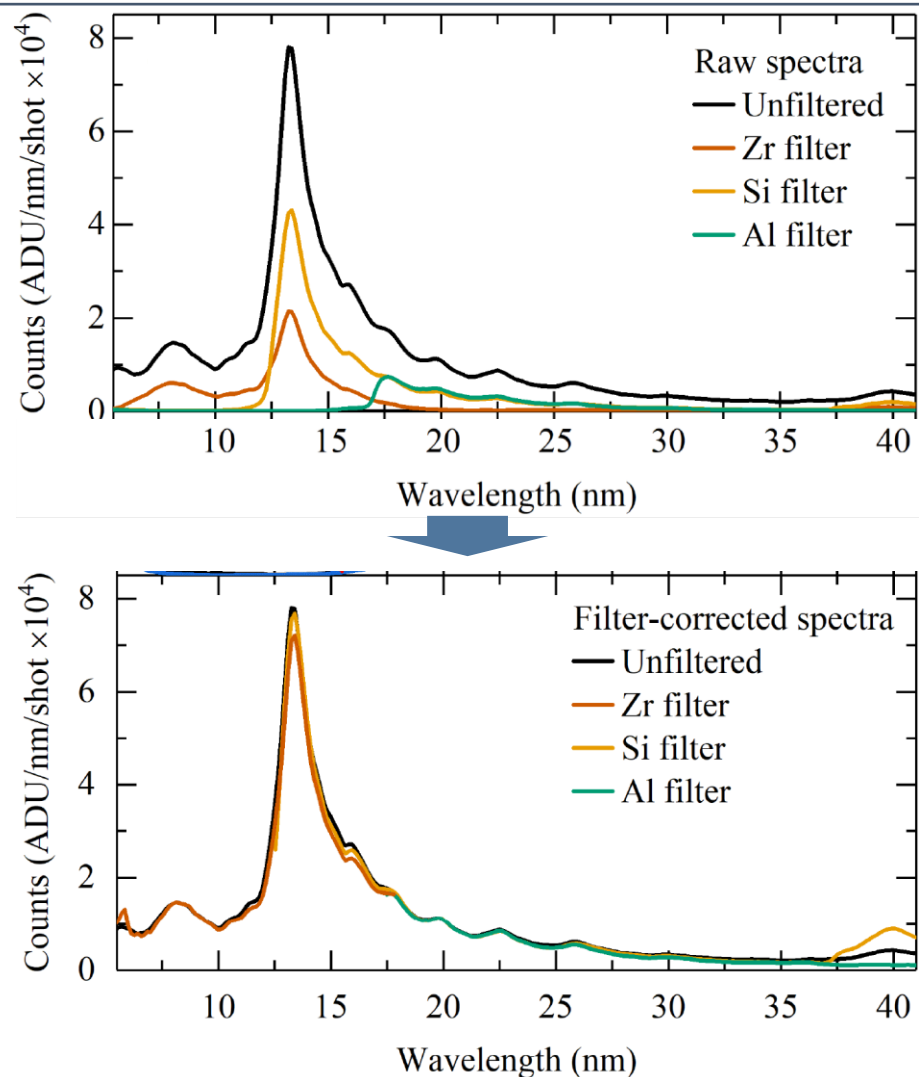 Counts (ADU/nm/shot ×10⁴)
8
6
4
2
0
Raw spectra
Unfiltered
Zr filter
Si filter
Al filter
10 15 20 25 30 35 40
Wavelength (nm)
Counts (ADU/nm/shot ×10⁴)
8
6
4
2
0
Filter-corrected spectra
Unfiltered
Zr filter
Si filter
Al filter
10 15 20 25 30 35 40
Wavelength (nm)